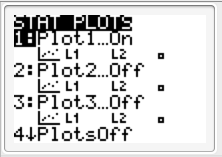 STAT PLOTS
1:Plot1...On
L1 L2
2:Plot2...Off
L1 L2
3:Plot3...Off
L1 L2
4↓PlotsOff